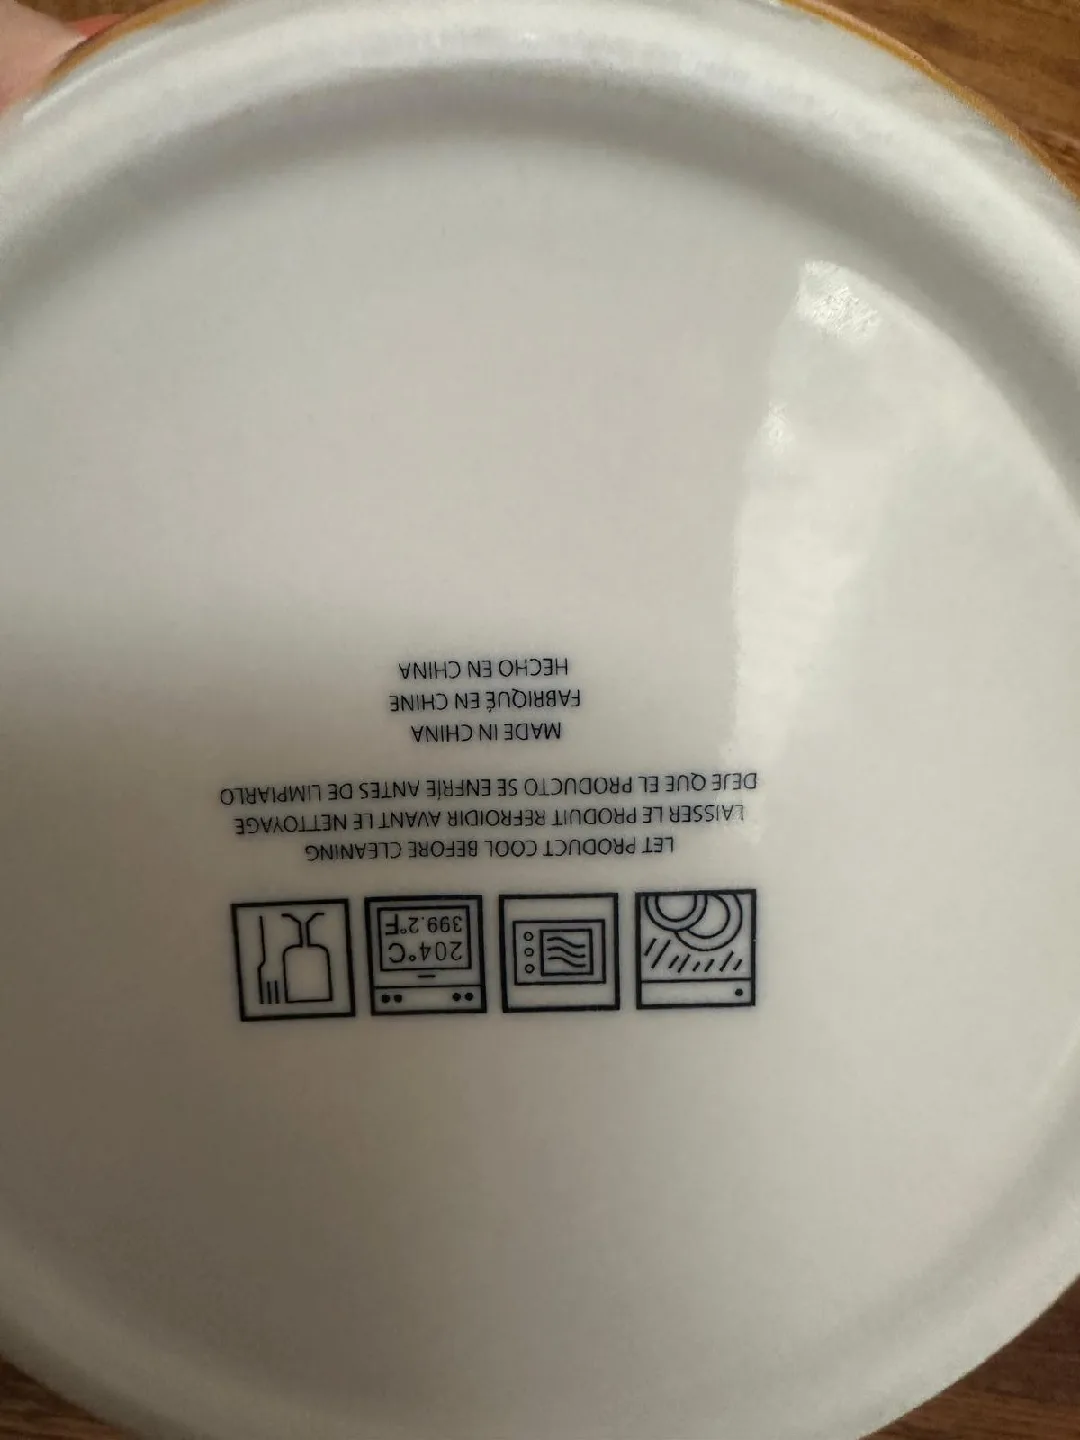 204°C
399.2°F
LET PRODUCT COOL BEFORE CLEANING
LAISSER LE PRODUIT REFROIDIR AVANT LE NETTOYAGE
DEJE QUE EL PRODUCTO SE ENFRÍE ANTES DE LIMPIARLO
MADE IN CHINA
FABRIQUÉ EN CHINE
HECHO EN CHINA